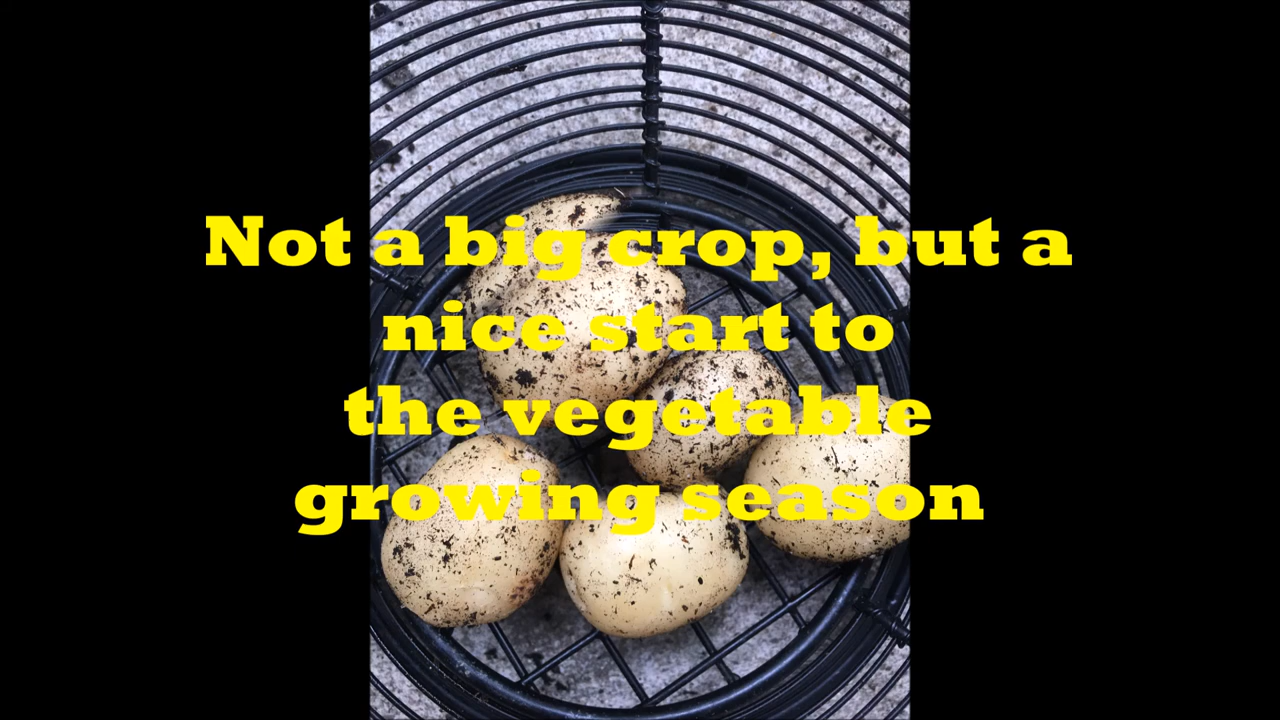 Not a big crop, but a
nice start to
the vegetable
growing season